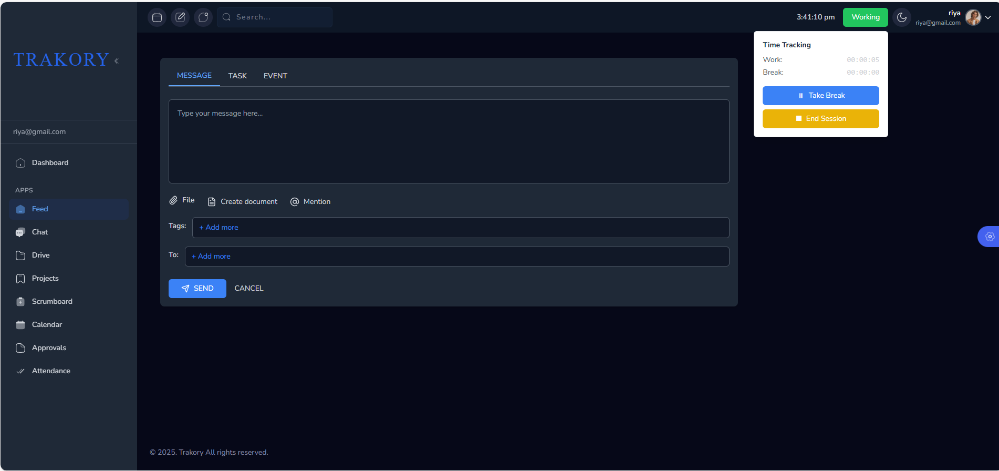 TRAKORY
riya@gmail.com
Dashboard
APPS
Feed
Chat
Drive
Projects
Scrumboard
Calendar
Approvals
Attendance
Search...
3:41:10 pm
Working
riya
riya@gmail.com
Time Tracking
Work: 00:00:05
Break: 00:00:00
Take Break
End Session
MESSAGE TASK EVENT
Type your message here...
File Create document Mention
Tags: + Add more
To: + Add more
SEND CANCEL
© 2025. Trakory All rights reserved.